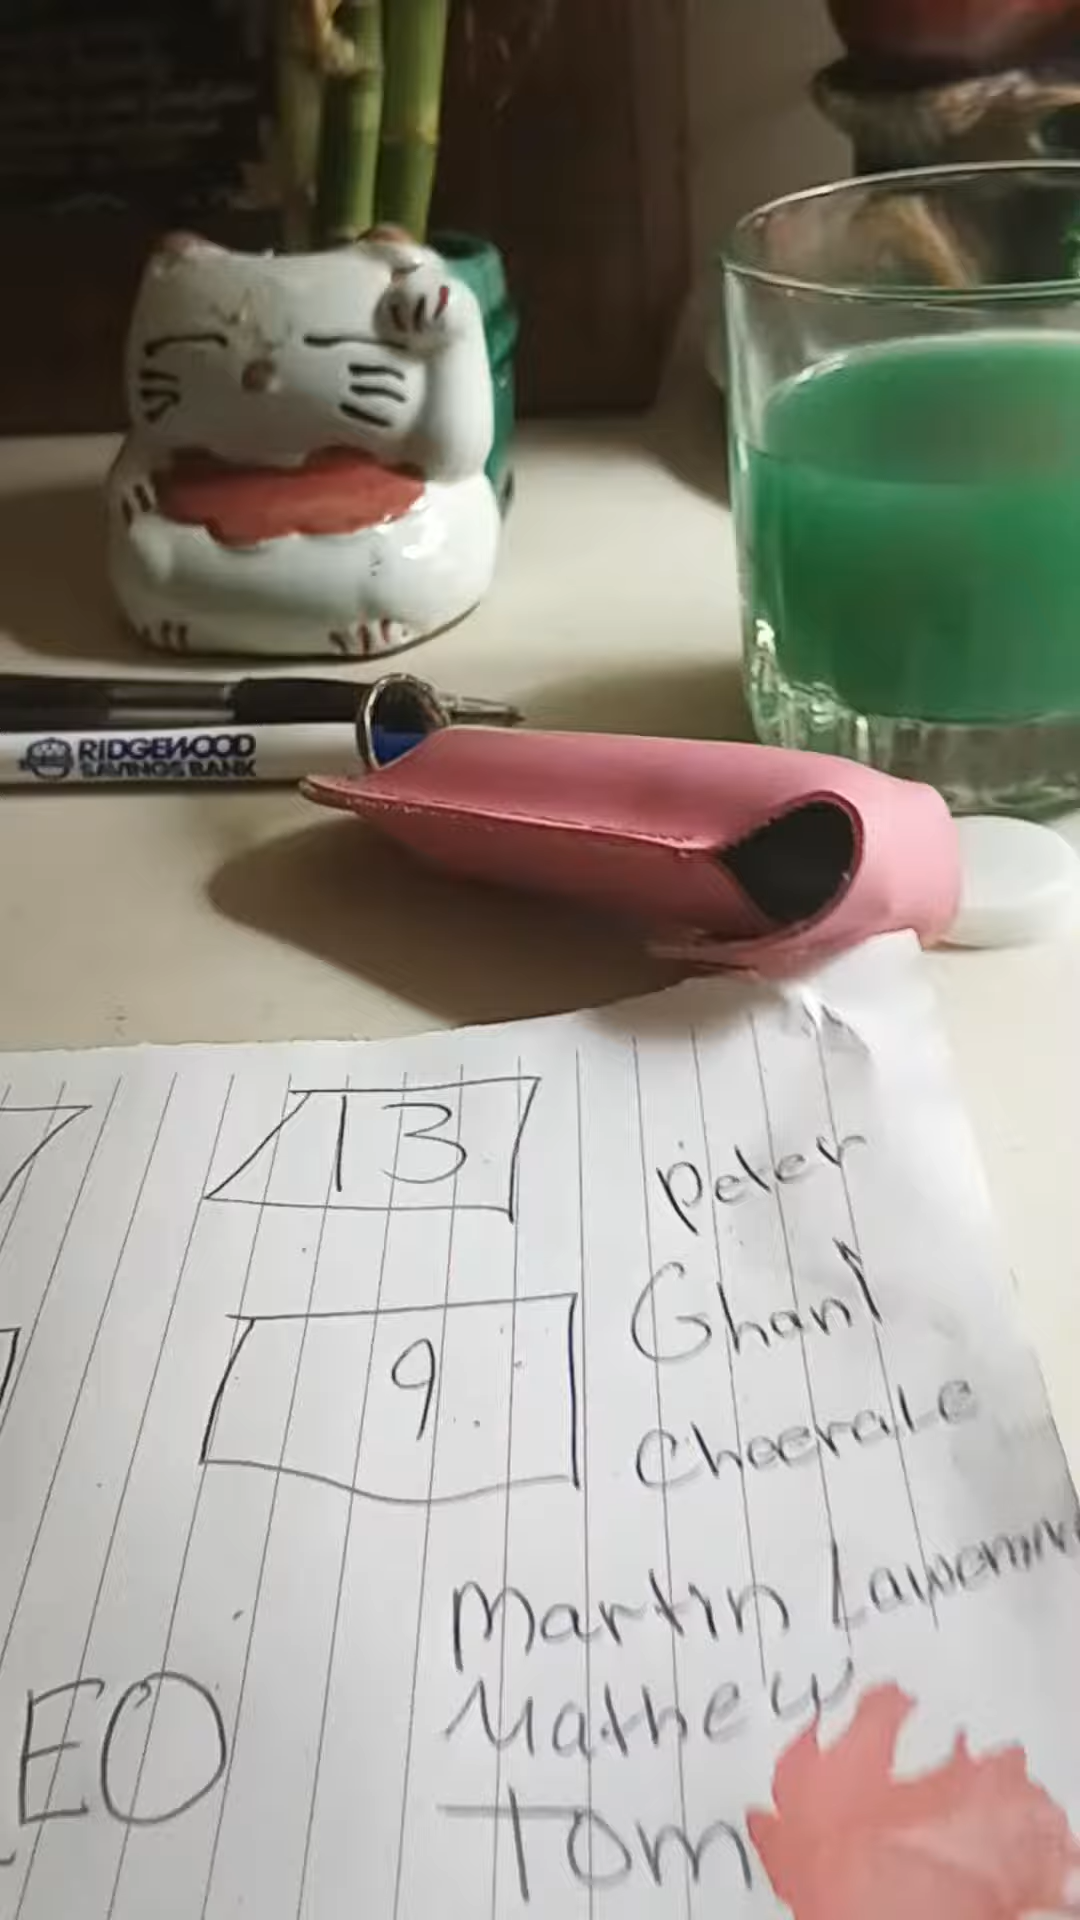 RIDGEWOOD
SAVINGS BANK
13
Peter
Ghant
9
Cheerale
Martin
Mathew
EO
Tom